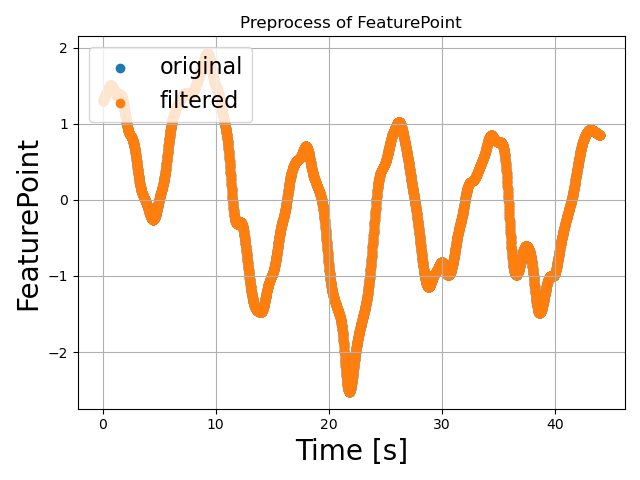 Preprocess of FeaturePoint
original
filtered
FeaturePoint
2
1
0
−1
−2
0
10
20
30
40
Time [s]